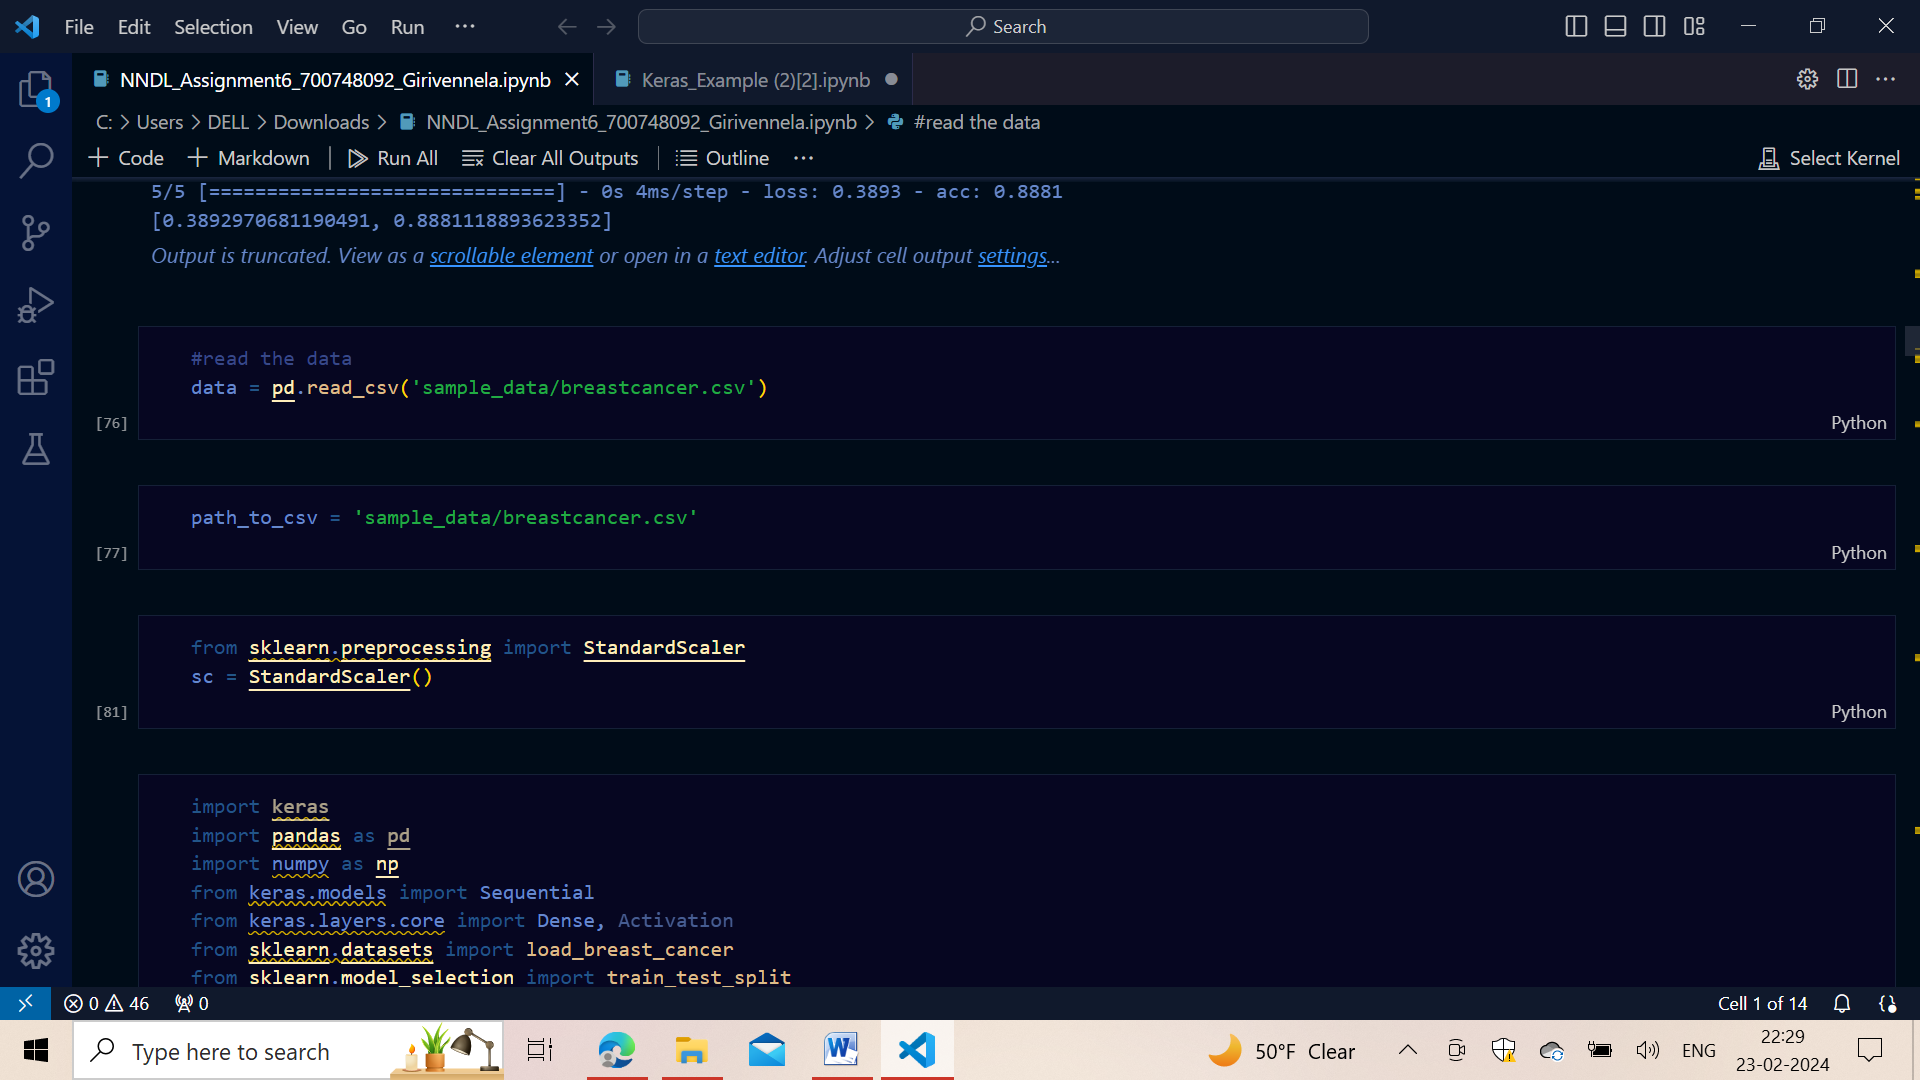 File Edit Selection View Go Run ··· Search
NNDL_Assignment6_700748092_Girivennela.ipynb Keras_Example (2)[2].ipynb
1
C: > Users > DELL > Downloads > NNDL_Assignment6_700748092_Girivennela.ipynb > #read the data
+ Code + Markdown | Run All Clear All Outputs | Outline ··· Select Kernel
5/5 [==============================] - 0s 4ms/step - loss: 0.3893 - acc: 0.8881
[0.3892970681190491, 0.8881118893623352]
Output is truncated. View as a scrollable element or open in a text editor. Adjust cell output settings...
#read the data
data = pd.read_csv('sample_data/breastcancer.csv')
[76] Python
path_to_csv = 'sample_data/breastcancer.csv'
[77] Python
from sklearn.preprocessing import StandardScaler
sc = StandardScaler()
[81] Python
import keras
import pandas as pd
import numpy as np
from keras.models import Sequential
from keras.layers.core import Dense, Activation
from sklearn.datasets import load_breast_cancer
from sklearn.model_selection import train_test_split
0 46 0 Cell 1 of 14
Type here to search 50°F Clear ENG
22:29
23-02-2024